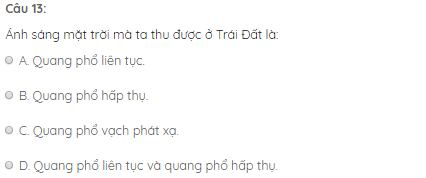 Câu 13:
Ánh sáng mặt trời mà ta thu được ở Trái Đất là:
A. Quang phổ liên tục.
B. Quang phổ hấp thụ.
C. Quang phổ vạch phát xạ.
D. Quang phổ liên tục và quang phổ hấp thụ.